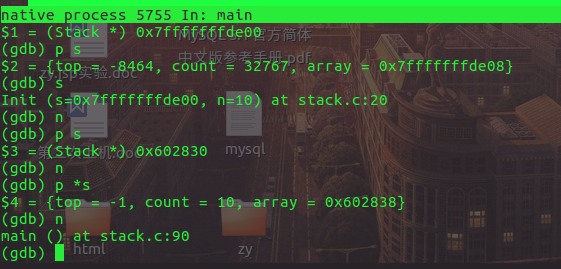 native process 5755 In: main
$1 = (Stack *) 0x7fffffffde00
(gdb) p s
$2 = {top = -8464, count = 32767, array = 0x7fffffffde08}
(gdb) s
Init (s=0x7fffffffde00, n=10) at stack.c:20
(gdb) n
(gdb) p s
$3 = (Stack *) 0x602830
(gdb) n
(gdb) p *s
$4 = {top = -1, count = 10, array = 0x602838}
(gdb) n
main () at stack.c:90
(gdb)
官方简体
中文版参考手册.pdf
mysql
html
zy